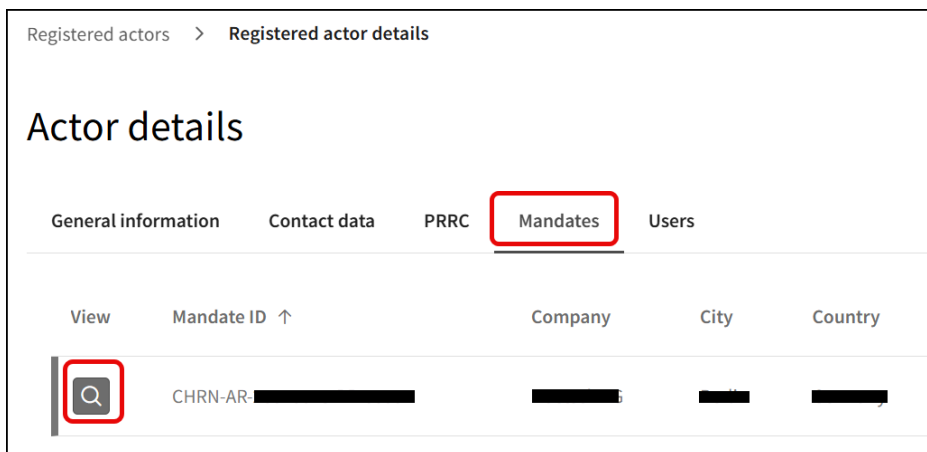 Registered actors > Registered actor details
Actor details
General information Contact data PRRC Mandates Users
View Mandate ID ↑ Company City Country
CHRN-AR-